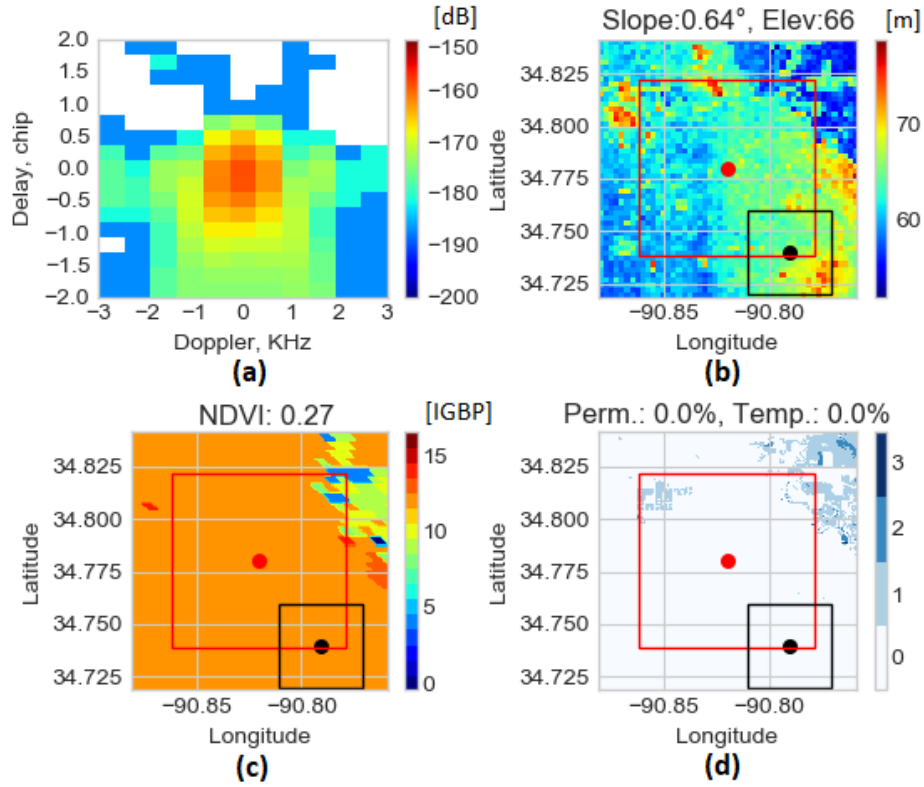 [dB]
2.0
1.5
1.0
0.5
0.0
−0.5
−1.0
−1.5
−2.0
Delay, chip
−3 −2 −1 0 1 2 3
Doppler, KHz
−150
−160
−170
−180
−190
−200
(a)
Slope:0.64°, Elev:66 [m]
34.825
34.800
34.775
34.750
34.725
Latitude
−90.85 −90.80
Longitude
70
60
(b)
NDVI: 0.27 [IGBP]
34.825
34.800
34.775
34.750
34.725
Latitude
−90.85 −90.80
Longitude
15
10
5
0
(c)
Perm.: 0.0%, Temp.: 0.0%
34.825
34.800
34.775
34.750
34.725
Latitude
−90.85 −90.80
Longitude
3
2
1
0
(d)